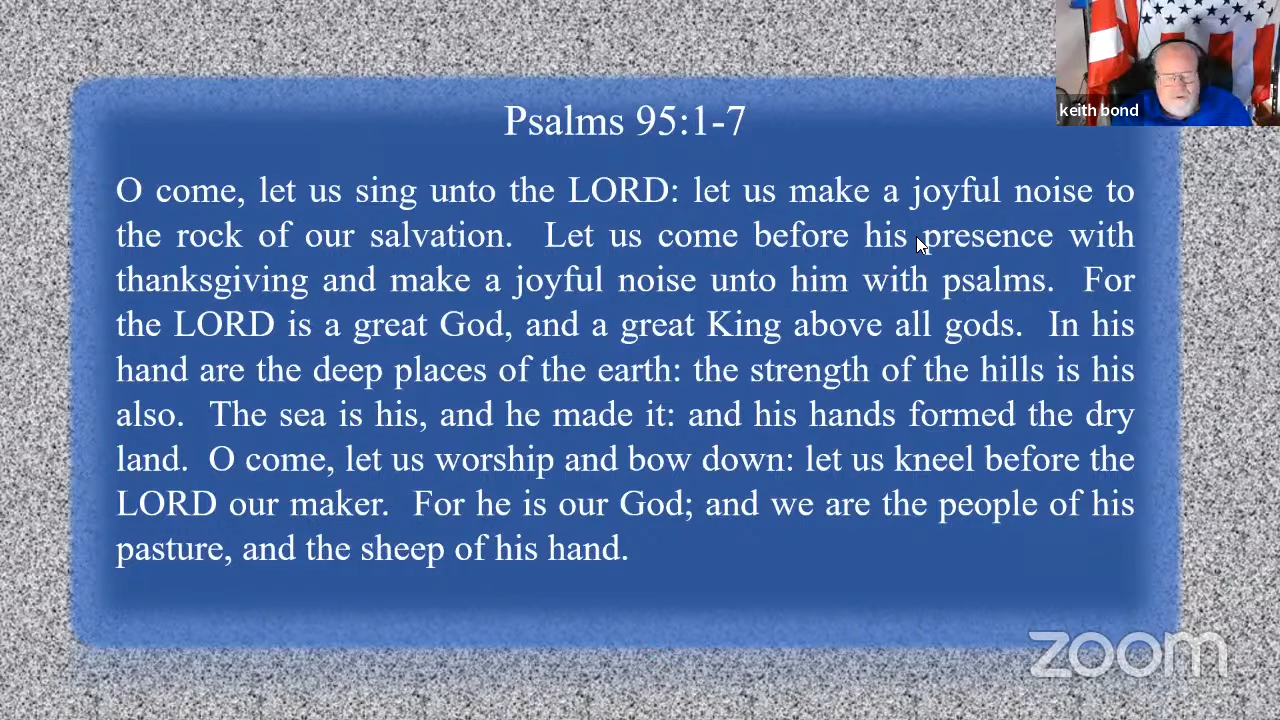 keith bond
Psalms 95:1-7
O come, let us sing unto the LORD: let us make a joyful noise to
the rock of our salvation. Let us come before his presence with
thanksgiving and make a joyful noise unto him with psalms. For
the LORD is a great God, and a great King above all gods. In his
hand are the deep places of the earth: the strength of the hills is his
also. The sea is his, and he made it: and his hands formed the dry
land. O come, let us worship and bow down: let us kneel before the
LORD our maker. For he is our God; and we are the people of his
pasture, and the sheep of his hand.
zoom